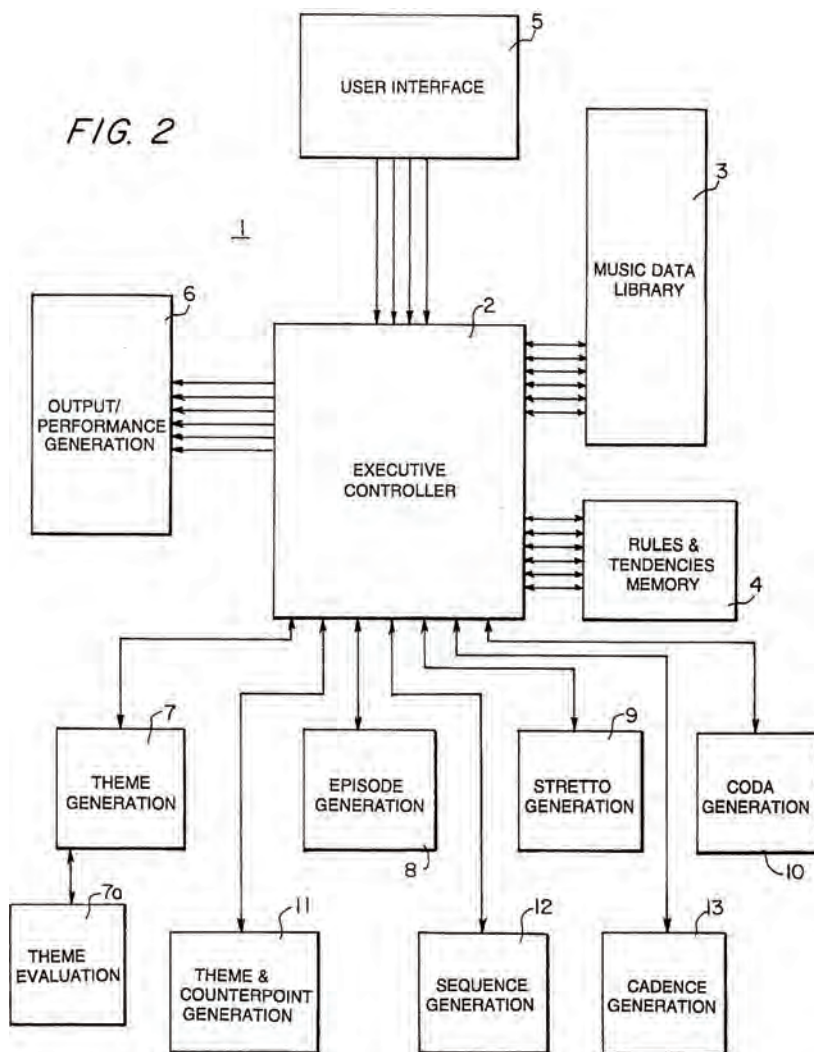 5
USER INTERFACE
FIG. 2
3
1
MUSIC DATA
LIBRARY
6
2
OUTPUT/
PERFORMANCE
GENERATION
EXECUTIVE
CONTROLLER
RULES &
TENDENCIES
MEMORY
4
7
THEME
GENERATION
EPISODE
GENERATION
8
9
STRETTO
GENERATION
CODA
GENERATION
10
7a
THEME
EVALUATION
11
THEME &
COUNTERPOINT
GENERATION
12
SEQUENCE
GENERATION
13
CADENCE
GENERATION